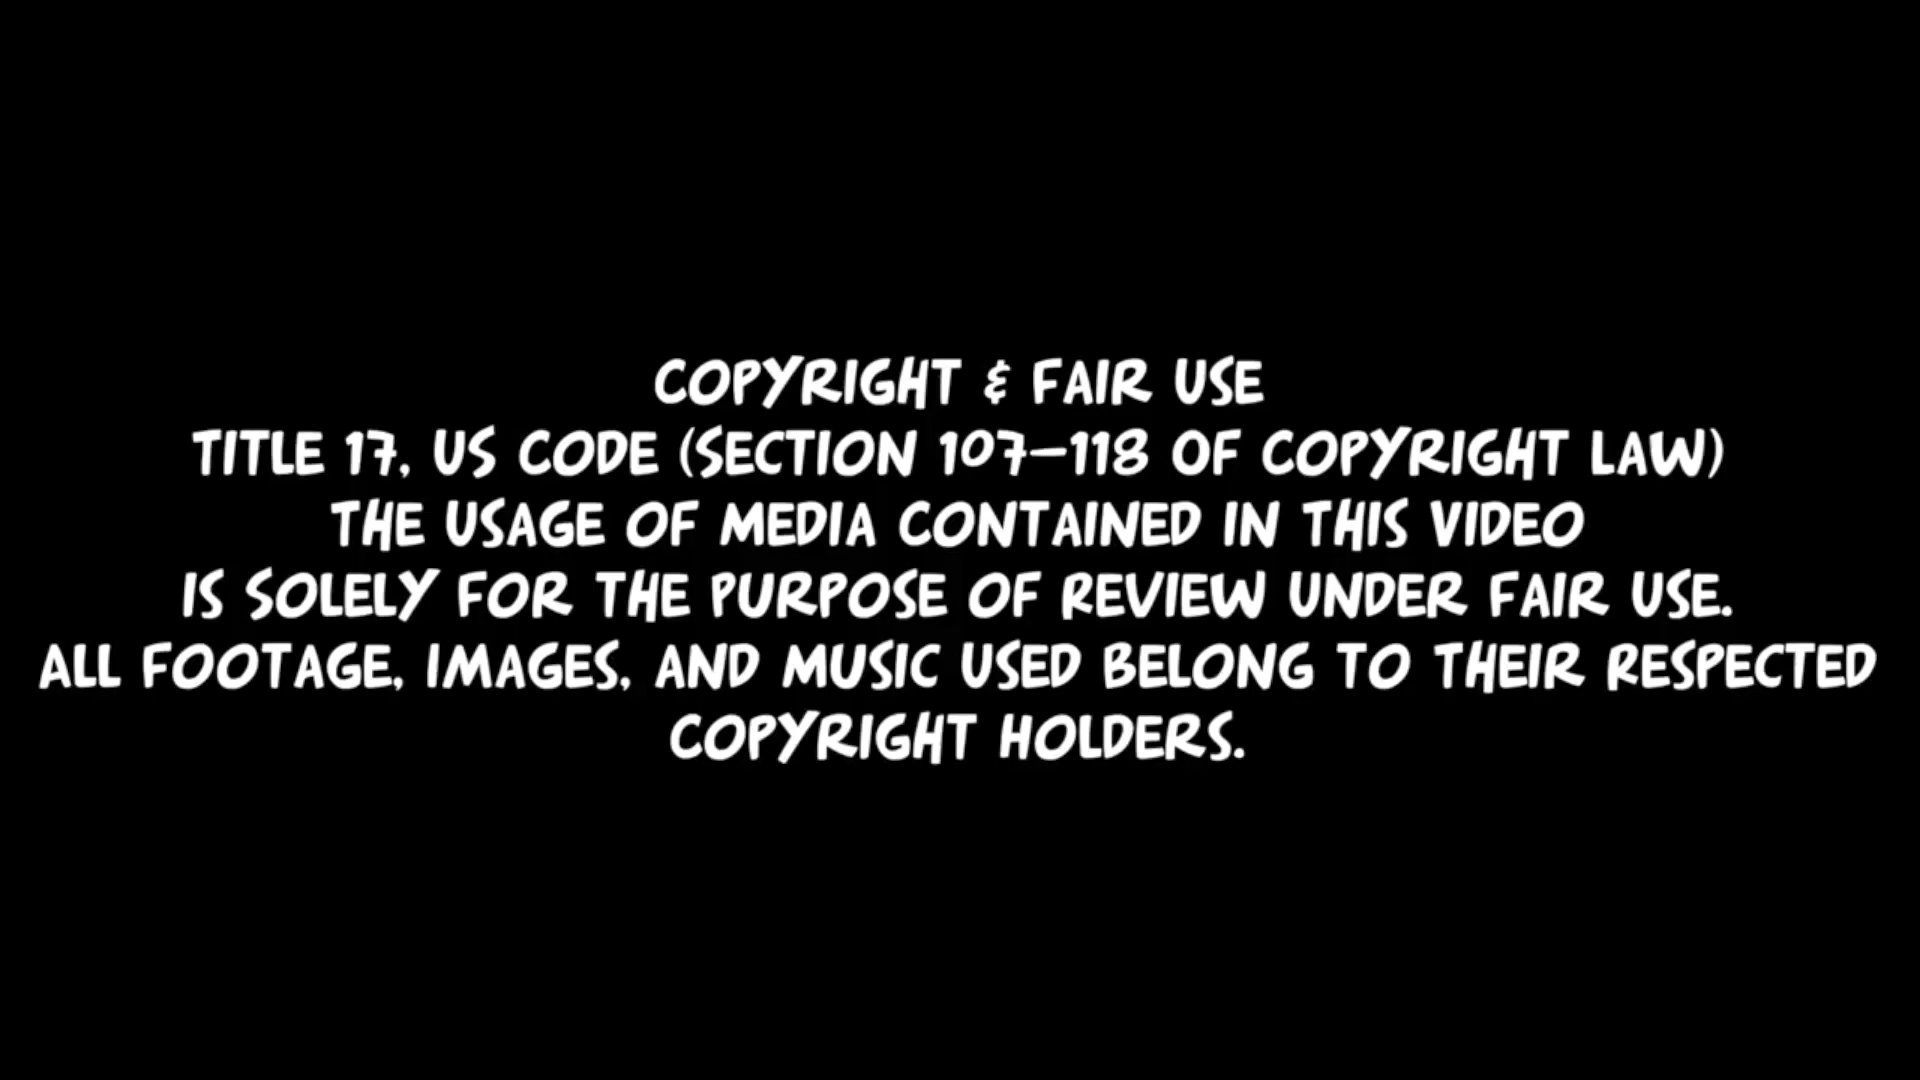 COPYRIGHT & FAIR USE
TITLE 17, US CODE (SECTION 107-118 OF COPYRIGHT LAW)
THE USAGE OF MEDIA CONTAINED IN THIS VIDEO
IS SOLELY FOR THE PURPOSE OF REVIEW UNDER FAIR USE.
ALL FOOTAGE, IMAGES, AND MUSIC USED BELONG TO THEIR RESPECTED
COPYRIGHT HOLDERS.